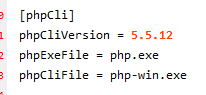 [phpCli]
phpCliVersion = 5.5.12
phpExeFile = php.exe
phpCliFile = php-win.exe